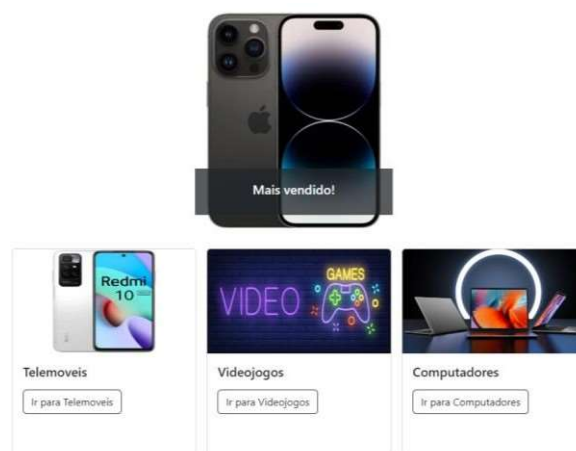 Mais vendido!
Redmi
10
VIDEO
GAMES
Telemoveis
Videojogos
Computadores
Ir para Telemoveis
Ir para Videojogos
Ir para Computadores